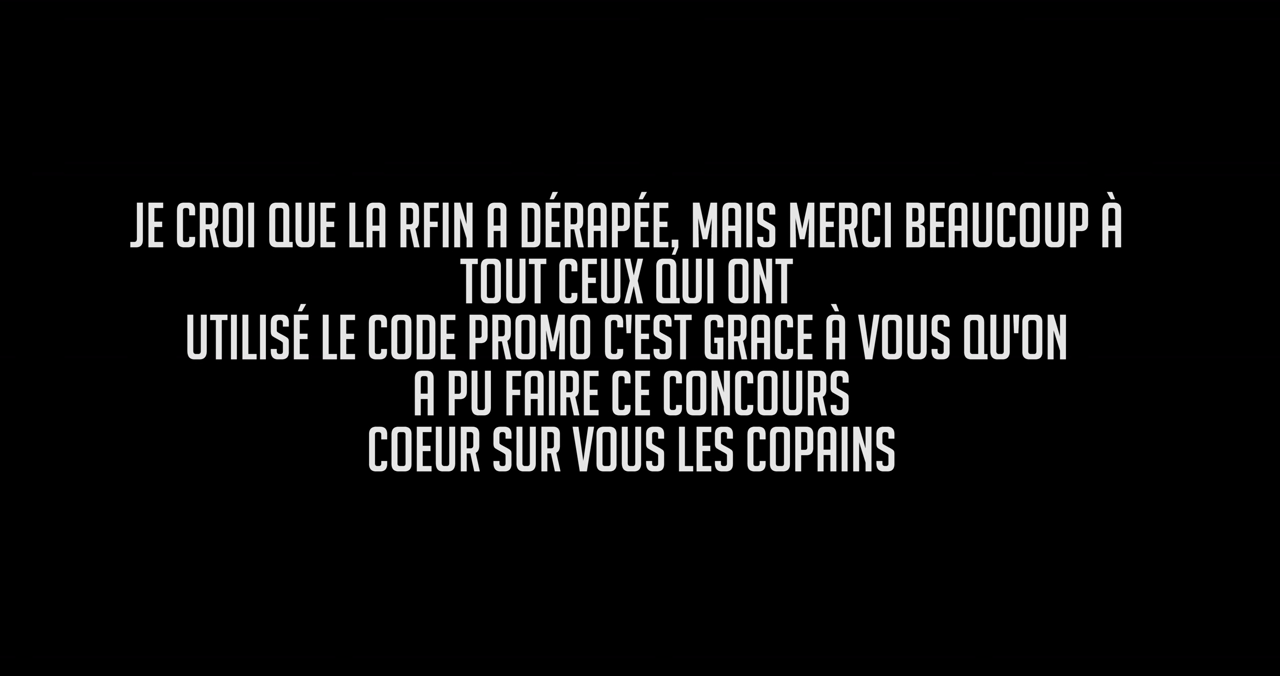 JE CROI QUE LA RFIN A DÉRAPÉE, MAIS MERCI BEAUCOUP À
TOUT CEUX QUI ONT
UTILISÉ LE CODE PROMO C'EST GRACE À VOUS QU'ON
A PU FAIRE CE CONCOURS
COEUR SUR VOUS LES COPAINS